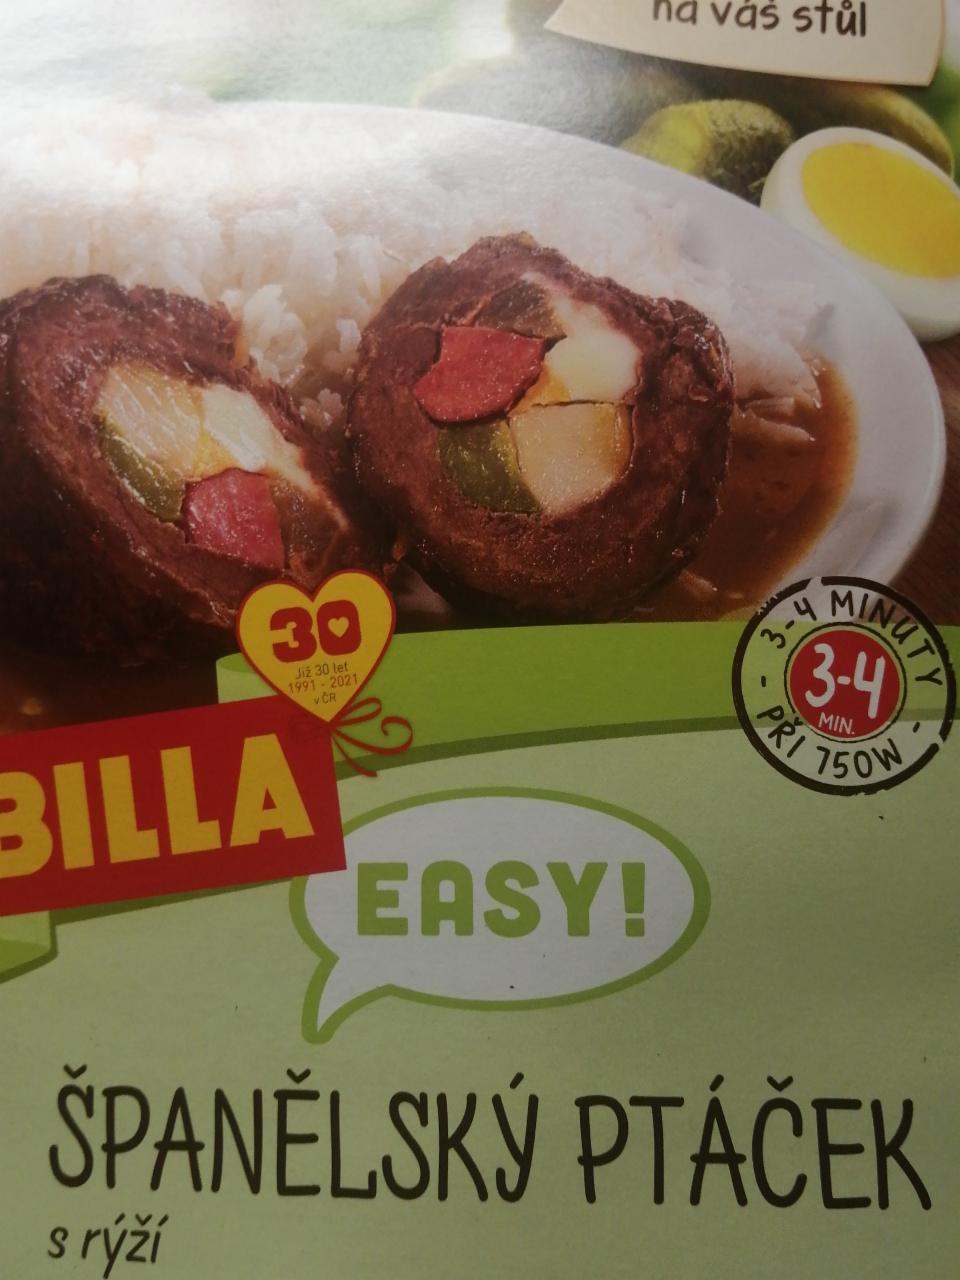 na váš stůl
30
Již 30 let
1991 - 2021
v ČR
3-4 MINUTY
3-4
MIN.
- PŘI 750W -
BILLA
EASY!
ŠPANĚLSKÝ PTÁČEK
s rýží